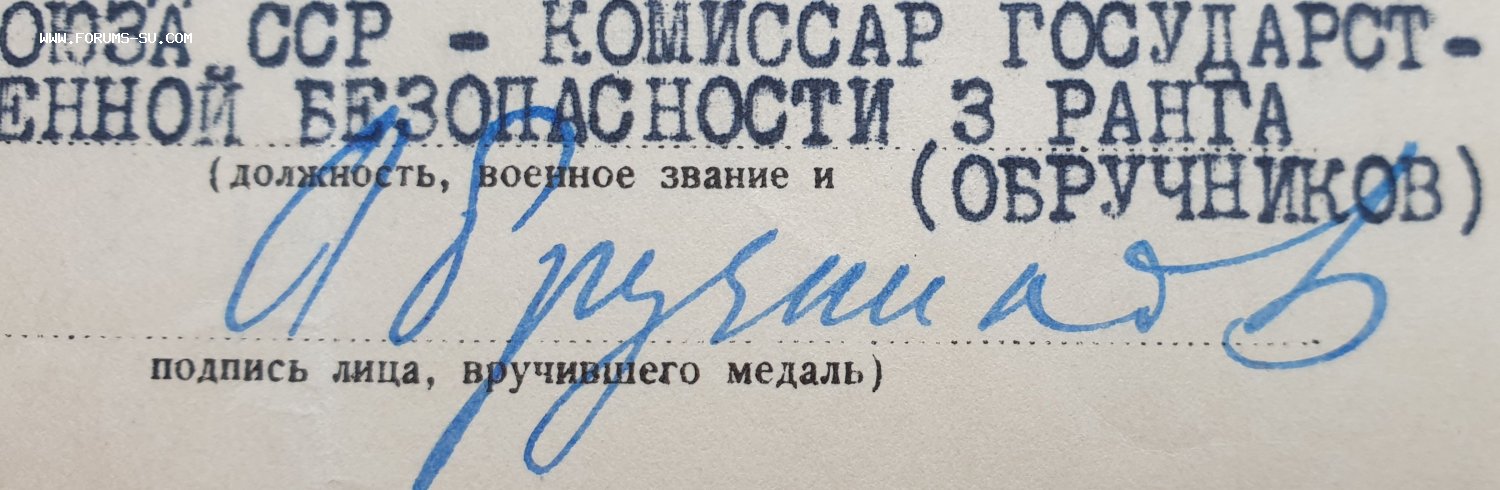 ОЮЗА ССР - КОМИССАР ГОСУДАРСТ-
WWW.FORUMS-SU.COM
ЕННОЙ БЕЗОПАСНОСТИ 3 РАНГА
(должность, военное звание и
(ОБРУЧНИКОВ)
Обручников
подпись лица, вручившего медаль)